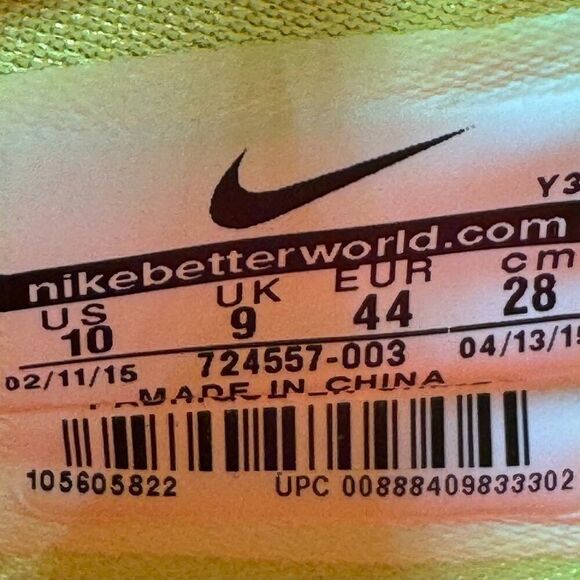 Y3
nikebetterworld.com
US UK EUR cm
10 9 44 28
02/11/15 724557-003 04/13/15
MADE IN CHINA
105605822 UPC 00888409833302